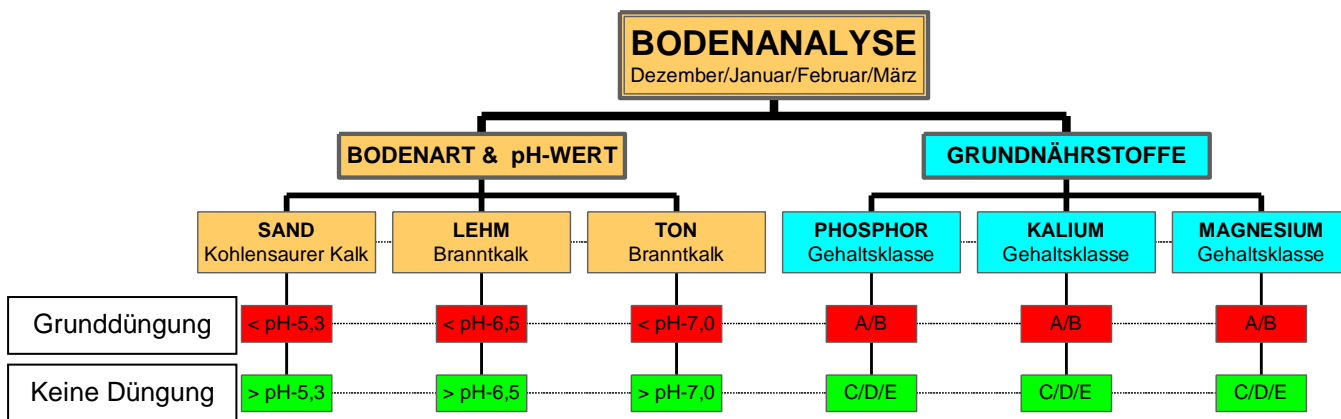 BODENANALYSE
Dezember/Januar/Februar/März
BODENART & pH-WERT
GRUNDNÄHRSTOFFE
SAND
Kohlensaurer Kalk
LEHM
Branntkalk
TON
Branntkalk
PHOSPHOR
Gehaltsklasse
KALIUM
Gehaltsklasse
MAGNESIUM
Gehaltsklasse
Grunddüngung
< pH-5,3
< pH-6,5
< pH-7,0
A/B
A/B
A/B
Keine Düngung
> pH-5,3
> pH-6,5
> pH-7,0
C/D/E
C/D/E
C/D/E